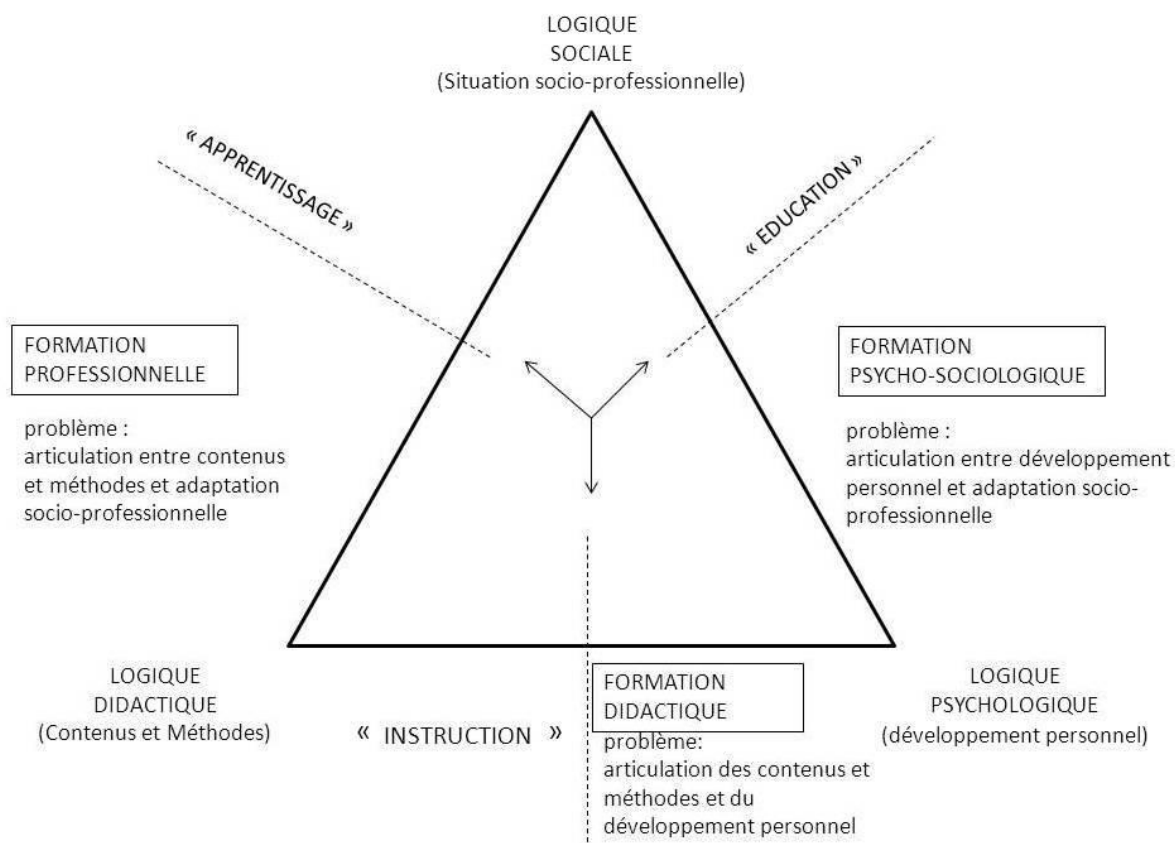 LOGIQUE
SOCIALE
(Situation socio-professionnelle)
« APPRENTISSAGE »
« EDUCATION »
FORMATION
PROFESSIONNELLE
problème :
articulation entre contenus
et méthodes et adaptation
socio-professionnelle
FORMATION
PSYCHO-SOCIOLOGIQUE
problème :
articulation entre développement
personnel et adaptation socio-
professionnelle
LOGIQUE
DIDACTIQUE
(Contenus et Méthodes)
« INSTRUCTION »
FORMATION
DIDACTIQUE
problème:
articulation des contenus et
méthodes et du
développement personnel
LOGIQUE
PSYCHOLOGIQUE
(développement personnel)